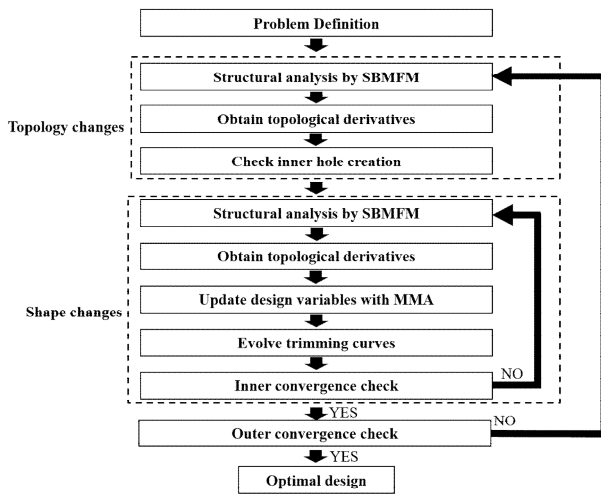 Problem Definition
Structural analysis by SBMFM
Topology changes
Obtain topological derivatives
Check inner hole creation
Structural analysis by SBMFM
Obtain topological derivatives
Update design variables with MMA
Shape changes
Evolve trimming curves
NO
Inner convergence check
YES
NO
Outer convergence check
YES
Optimal design